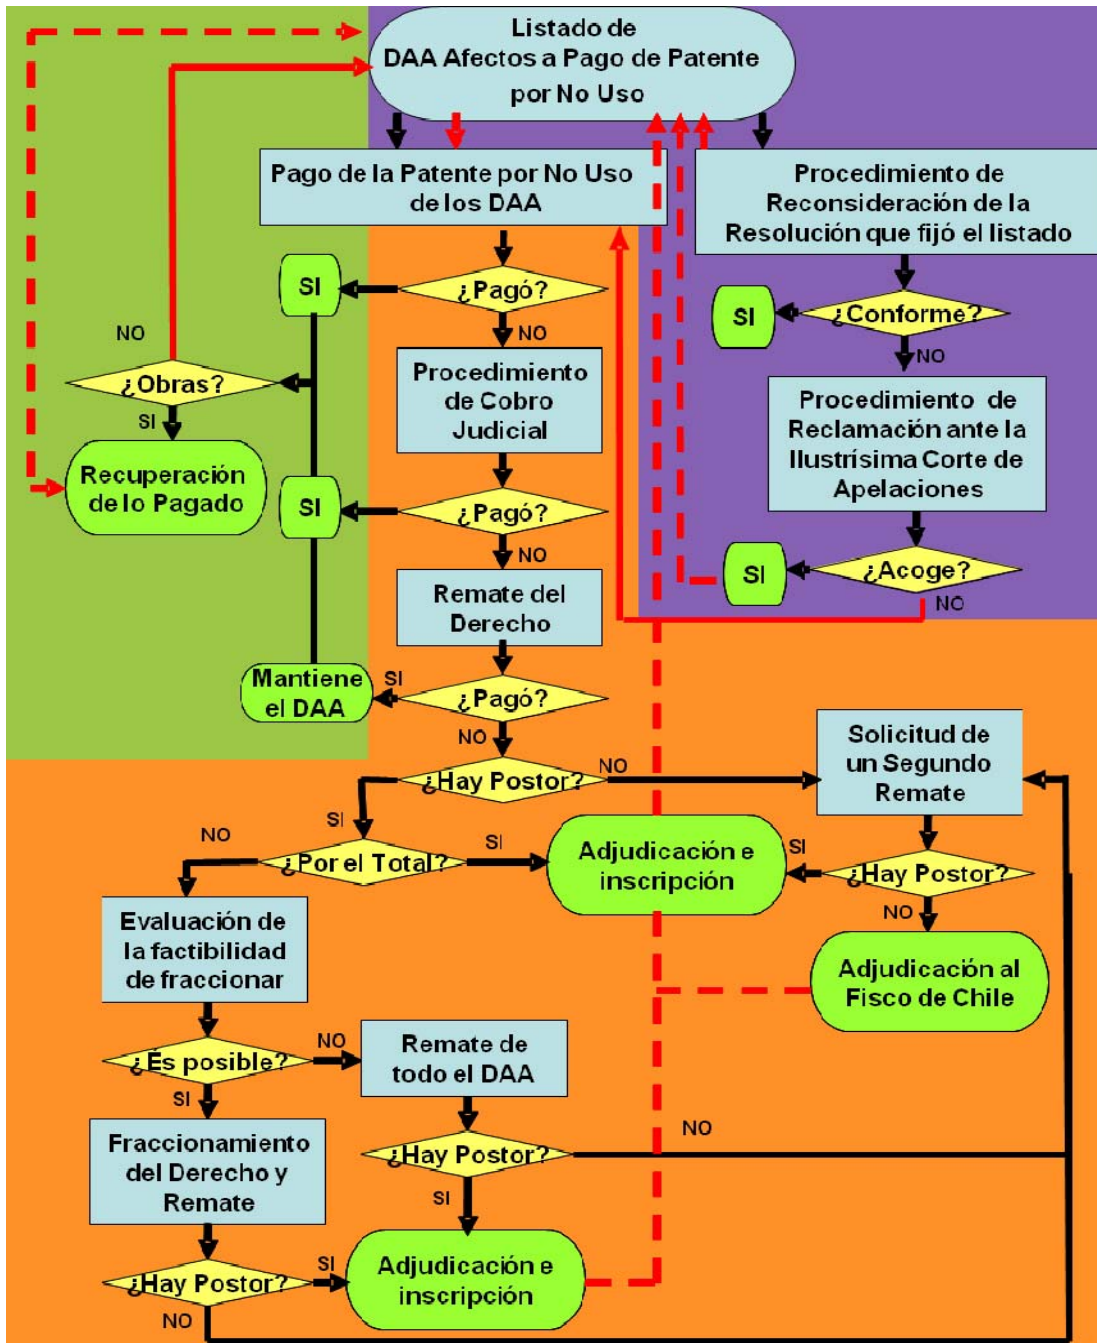 Listado de
DAA Afectos a Pago de Patente
por No Uso
Pago de la Patente por No Uso
de los DAA
Procedimiento de
Reconsideración de la
Resolución que fijó el listado
SI
¿Pagó?
NO
SI
¿Conforme?
NO
NO
¿Obras?
SI
Procedimiento
de Cobro
Judicial
Procedimiento de
Reclamación ante la
Ilustrísima Corte de
Apelaciones
Recuperación
de lo Pagado
SI
¿Pagó?
NO
SI
¿Acoge?
NO
Remate del
Derecho
Mantiene
el DAA
SI
¿Pagó?
NO
¿Hay Postor?
NO
Solicitud de
un Segundo
Remate
SI
NO
¿Por el Total?
SI
Adjudicación e
inscripción
SI
¿Hay Postor?
NO
Evaluación de
la factibilidad
de fraccionar
Adjudicación al
Fisco de Chile
¿És posible?
NO
SI
Remate de
todo el DAA
Fraccionamiento
del Derecho y
Remate
¿Hay Postor?
NO
SI
¿Hay Postor?
SI
NO
Adjudicación e
inscripción